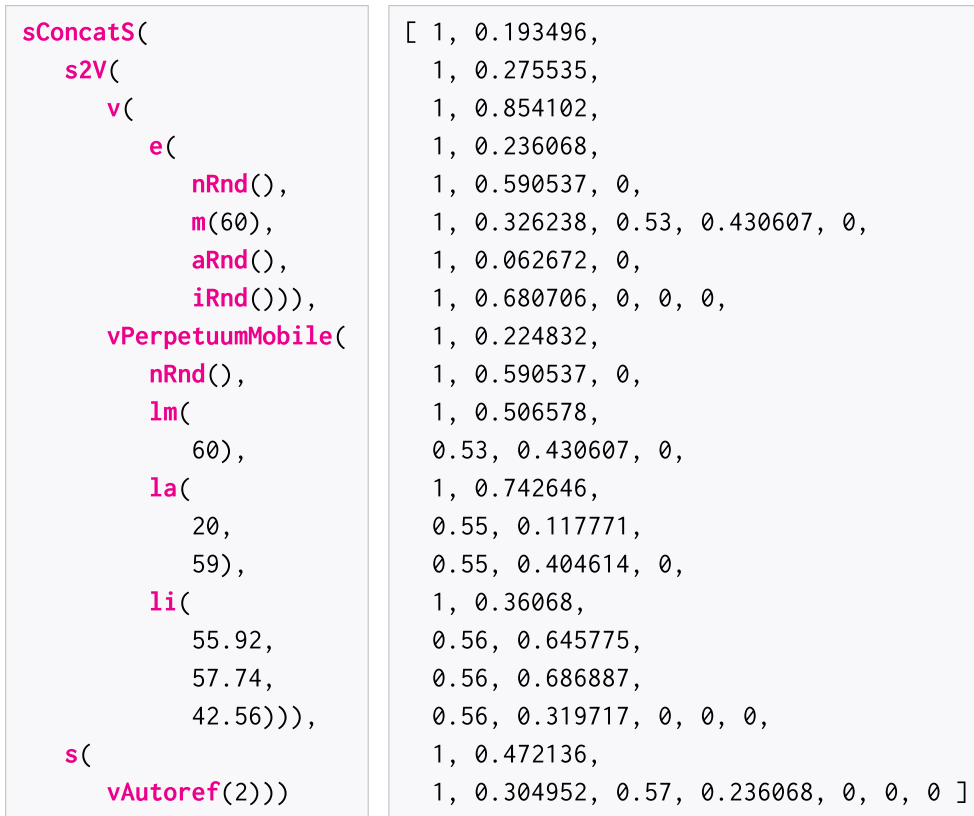 sConcatS(
s2V(
v(
e(
nRnd(),
m(60),
aRnd(),
iRnd())),
vPerpetuumMobile(
nRnd(),
lm(
60),
la(
20,
59),
li(
55.92,
57.74,
42.56))),
s(
vAutoref(2)))
[ 1, 0.193496,
1, 0.275535,
1, 0.854102,
1, 0.236068,
1, 0.590537, 0,
1, 0.326238, 0.53, 0.430607, 0,
1, 0.062672, 0,
1, 0.680706, 0, 0, 0,
1, 0.224832,
1, 0.590537, 0,
1, 0.506578,
0.53, 0.430607, 0,
1, 0.742646,
0.55, 0.117771,
0.55, 0.404614, 0,
1, 0.36068,
0.56, 0.645775,
0.56, 0.686887,
0.56, 0.319717, 0, 0, 0,
1, 0.472136,
1, 0.304952, 0.57, 0.236068, 0, 0, 0 ]